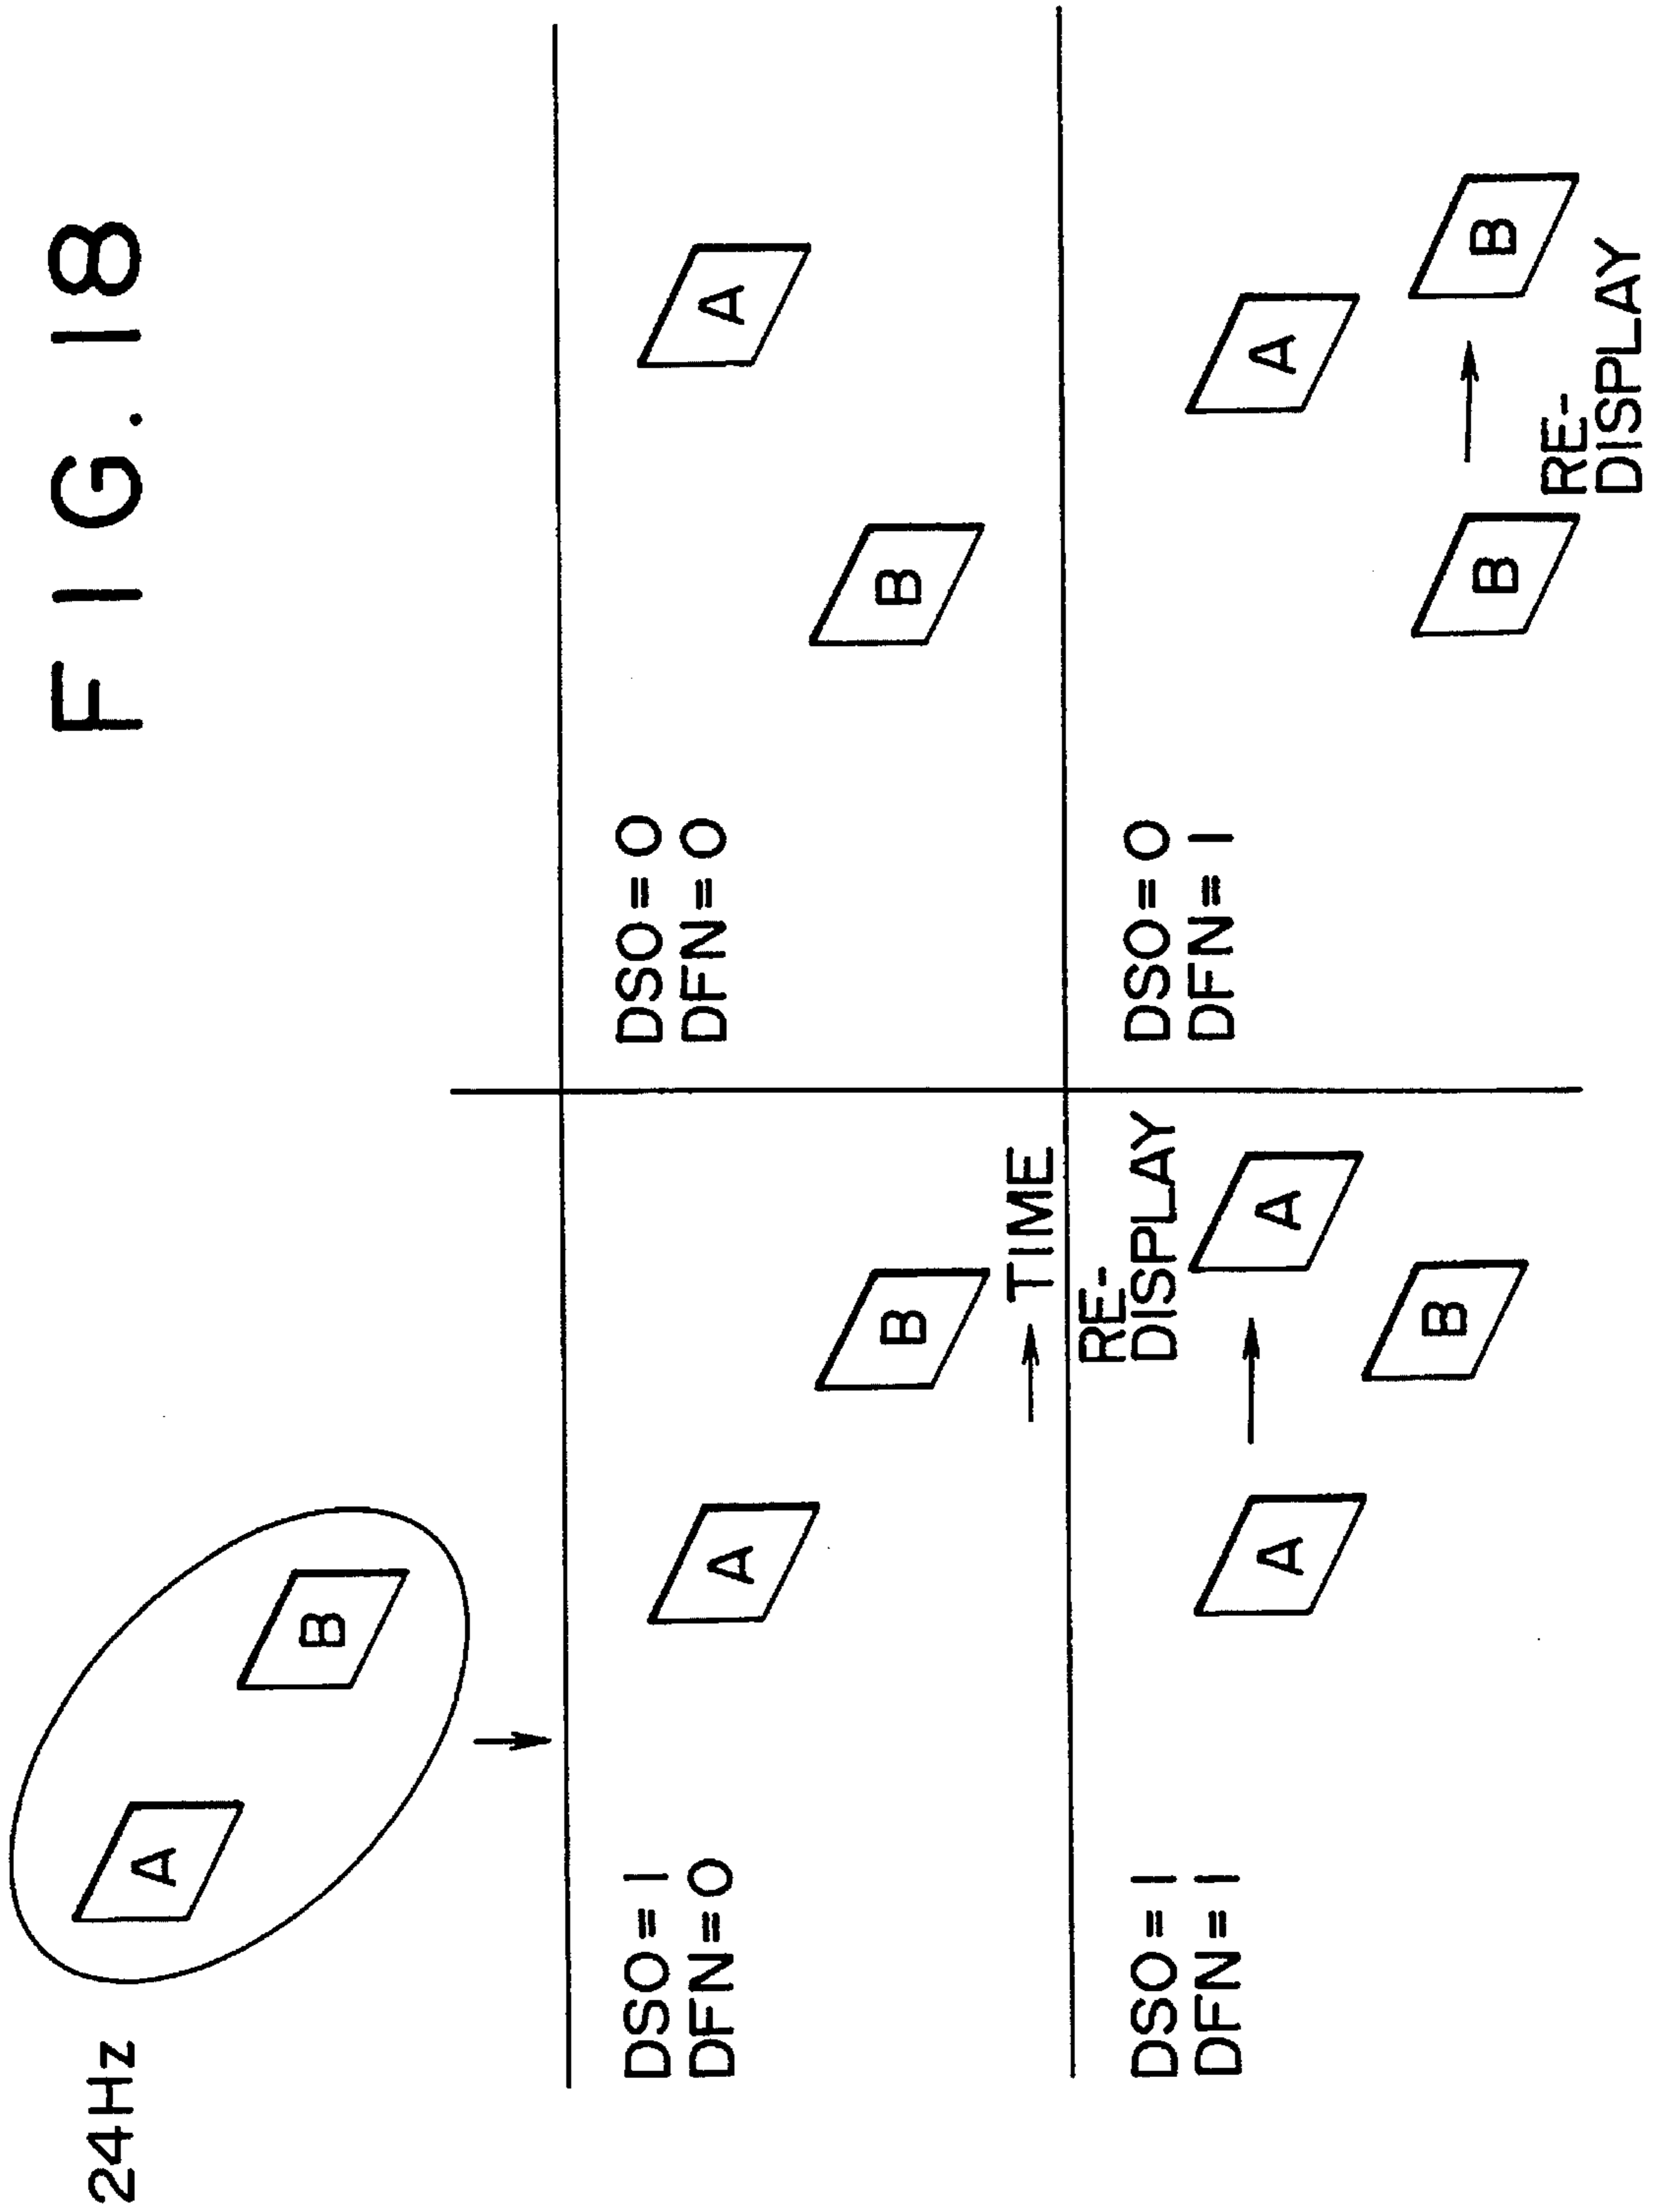 FIG. 18
24Hz
A
B
DSO=1
DFN=0
A
B
TIME
DSO=0
DFN=0
B
A
DSO=1
DFN=1
A
RE-
DISPLAY
A
B
DSO=0
DFN=1
A
B
B
RE-
DISPLAY